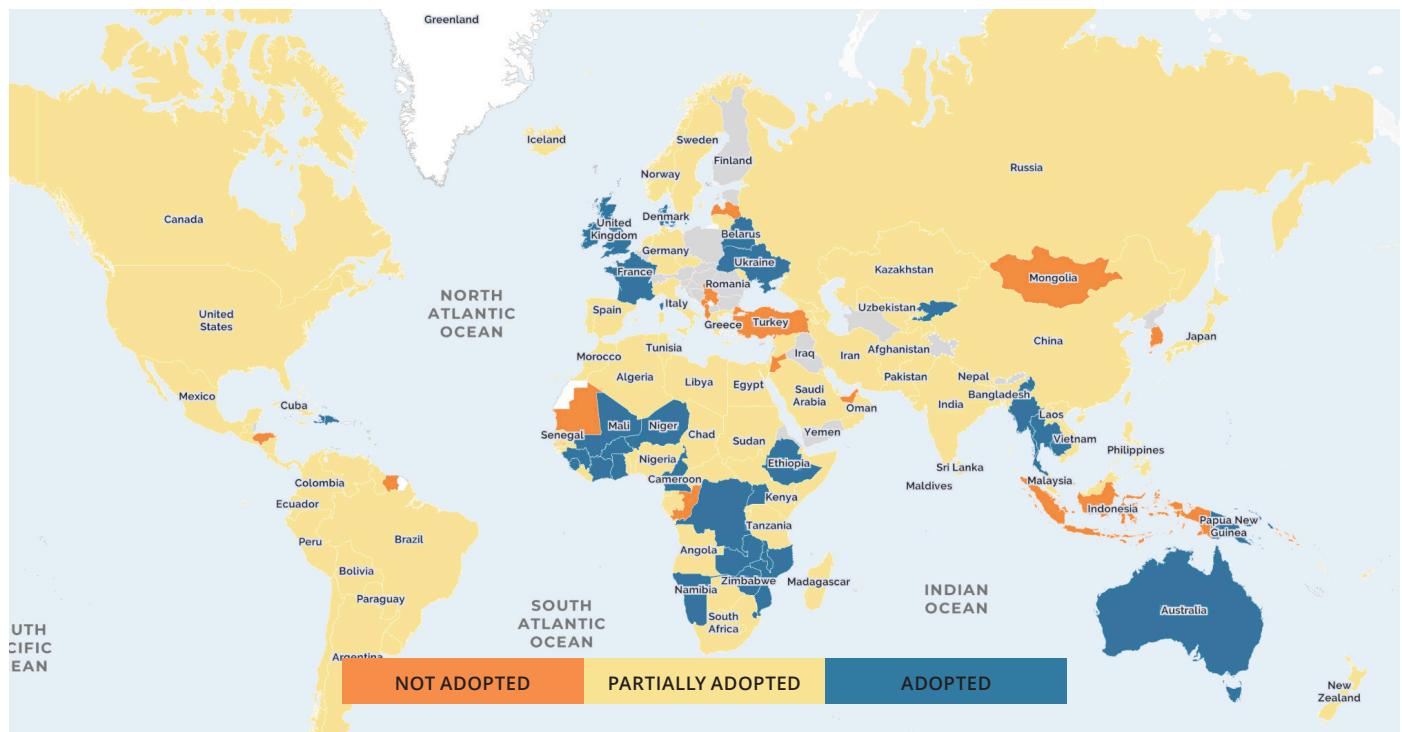 Greenland
Iceland
Sweden
Finland
Norway
Russia
Canada
United
Kingdom
Denmark
Belarus
Germany
Ukraine
France
Romania
Kazakhstan
Mongolia
NORTH
ATLANTIC
OCEAN
United
States
Spain
Italy
Greece
Turkey
Uzbekistan
China
Japan
Morocco
Tunisia
Iraq
Iran
Afghanistan
Algeria
Libya
Egypt
Saudi
Arabia
Pakistan
Nepal
Bangladesh
Mexico
Cuba
Oman
India
Laos
Senegal
Mali
Niger
Chad
Sudan
Yemen
Vietnam
Philippines
Nigeria
Ethiopia
Sri Lanka
Colombia
Cameroon
Maldives
Malaysia
Ecuador
Kenya
Indonesia
Papua New
Guinea
Peru
Brazil
Tanzania
Angola
Bolivia
Zimbabwe
Madagascar
Paraguay
Namibia
INDIAN
OCEAN
Australia
SOUTH
ATLANTIC
OCEAN
South
Africa
UTH
CIFIC
EAN
Argentina
New
Zealand
NOT ADOPTED
PARTIALLY ADOPTED
ADOPTED